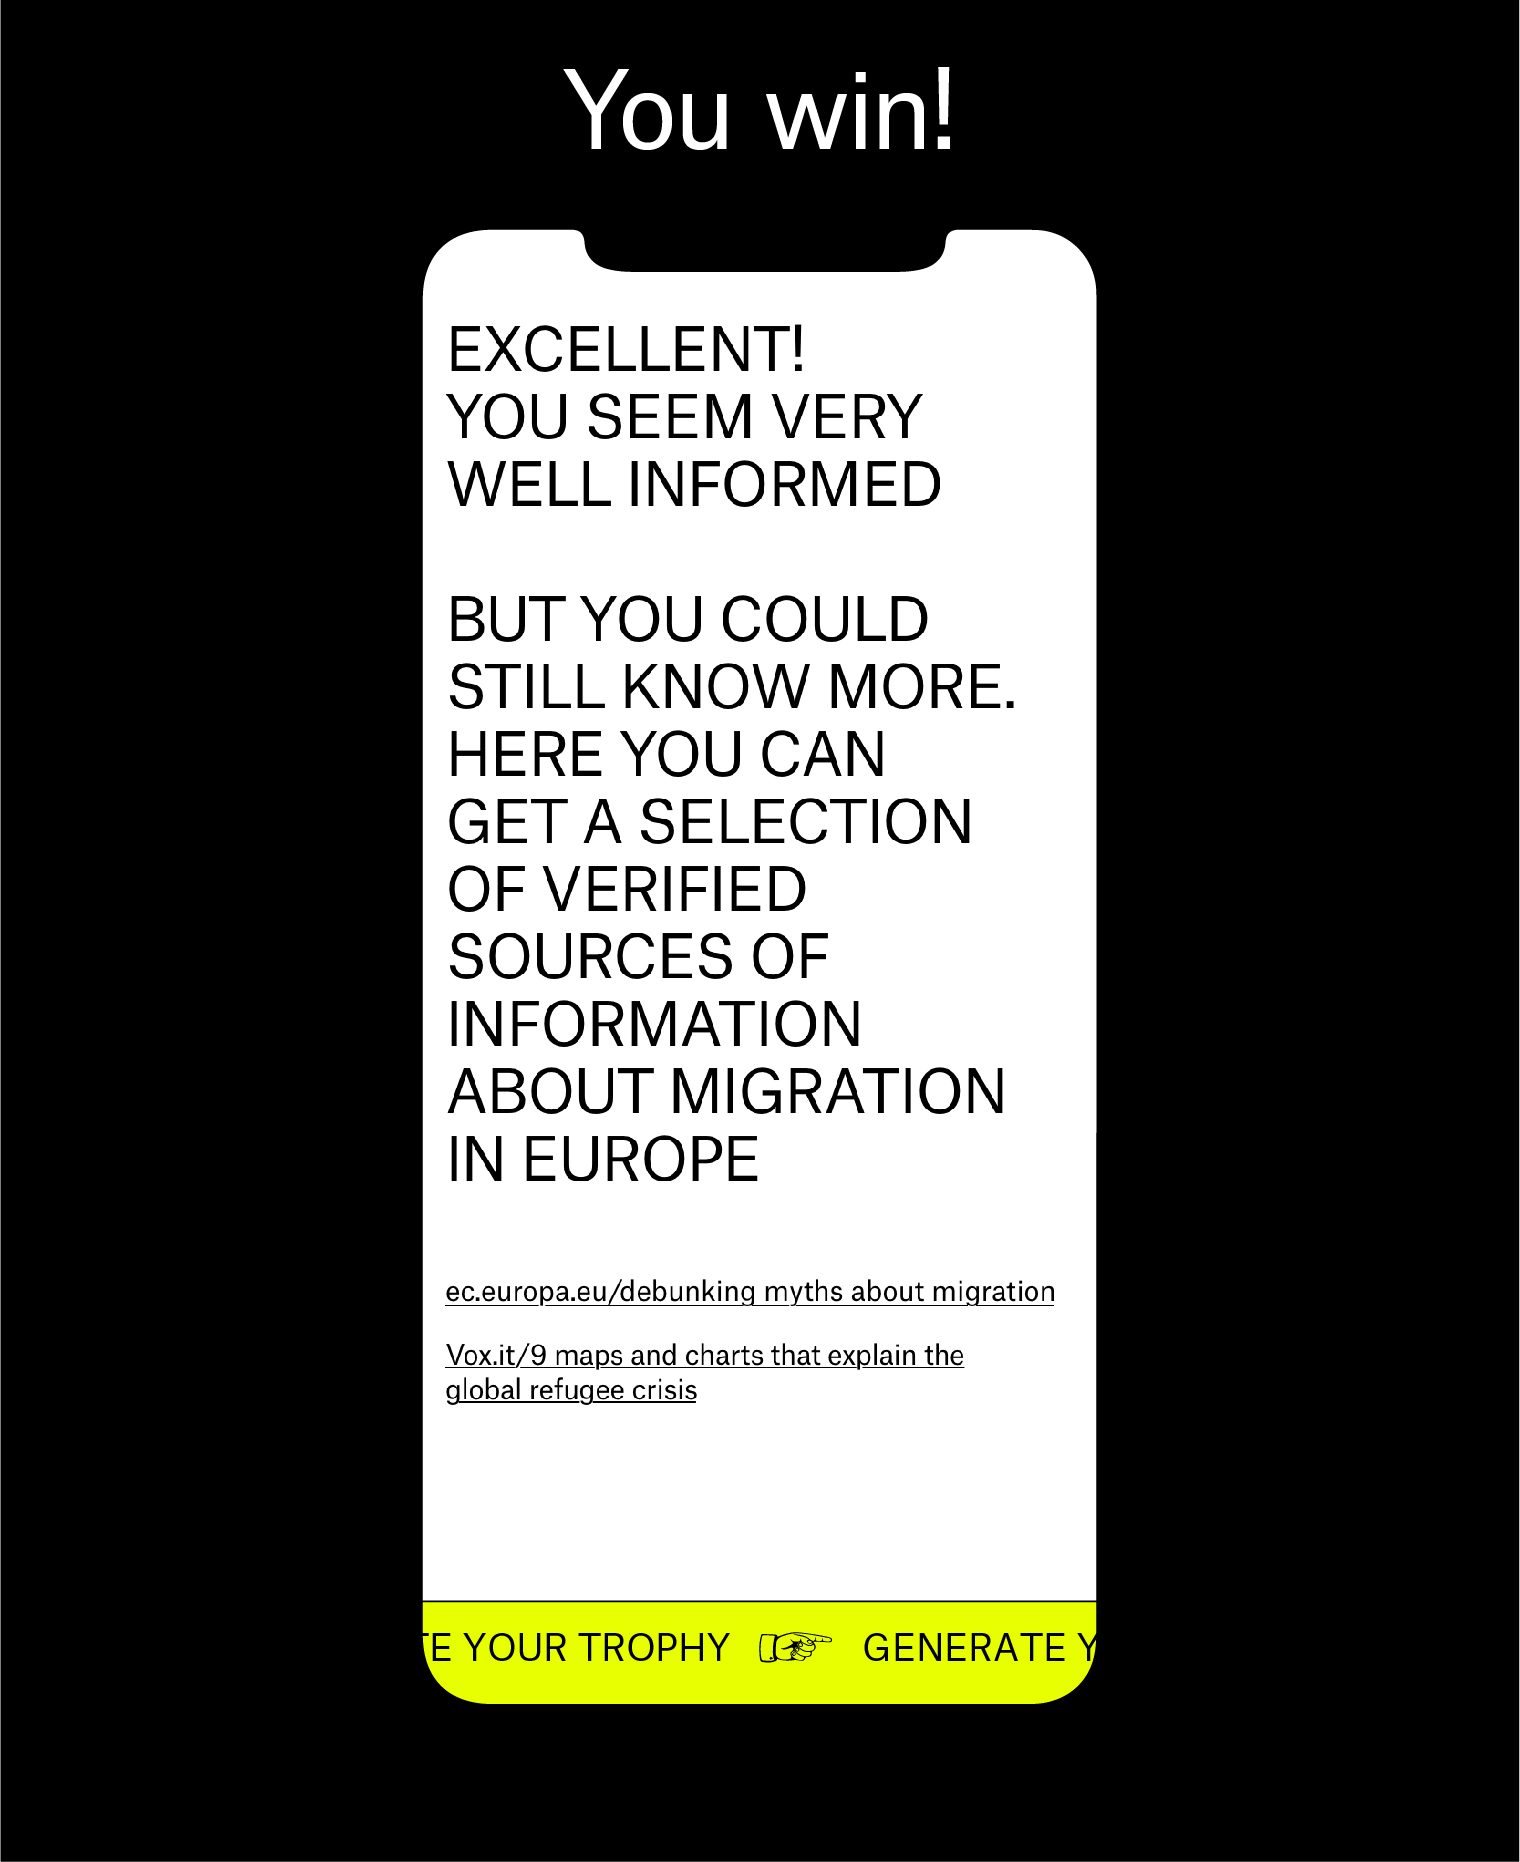 You win!
EXCELLENT!
YOU SEEM VERY
WELL INFORMED
BUT YOU COULD
STILL KNOW MORE.
HERE YOU CAN
GET A SELECTION
OF VERIFIED
SOURCES OF
INFORMATION
ABOUT MIGRATION
IN EUROPE
ec.europa.eu/debunking myths about migration
Vox.it/9 maps and charts that explain the
global refugee crisis
TE YOUR TROPHY ☞ GENERATE Y